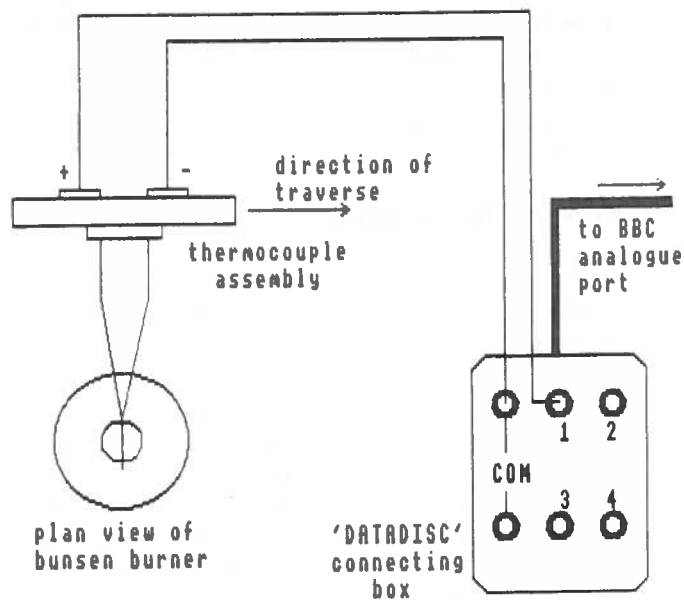 +
-
direction of
traverse
thermocouple
assembly
to BBC
analogue
port
1
2
COM
3
4
plan view of
bunsen burner
'DATADISC'
connecting
box